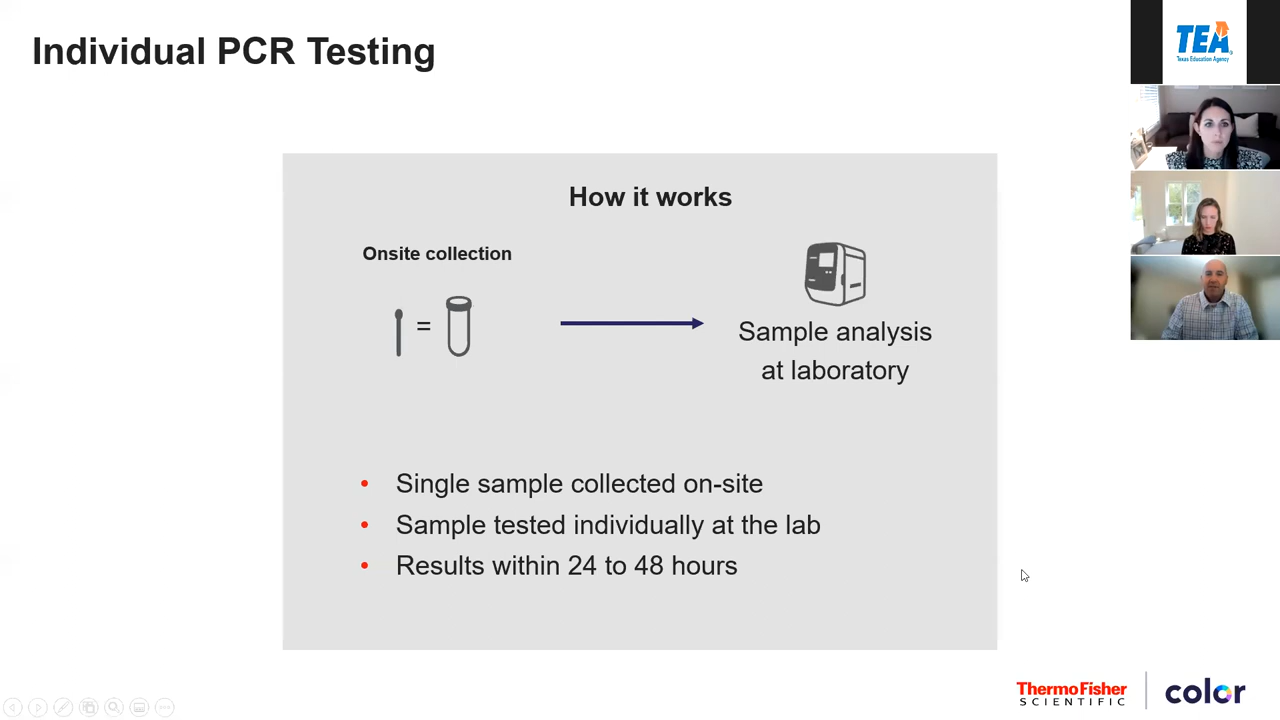 Individual PCR Testing
TEA
Texas Education Agency
How it works
Onsite collection
=
Sample analysis
at laboratory
• Single sample collected on-site
• Sample tested individually at the lab
• Results within 24 to 48 hours
ThermoFisher
SCIENTIFIC
color